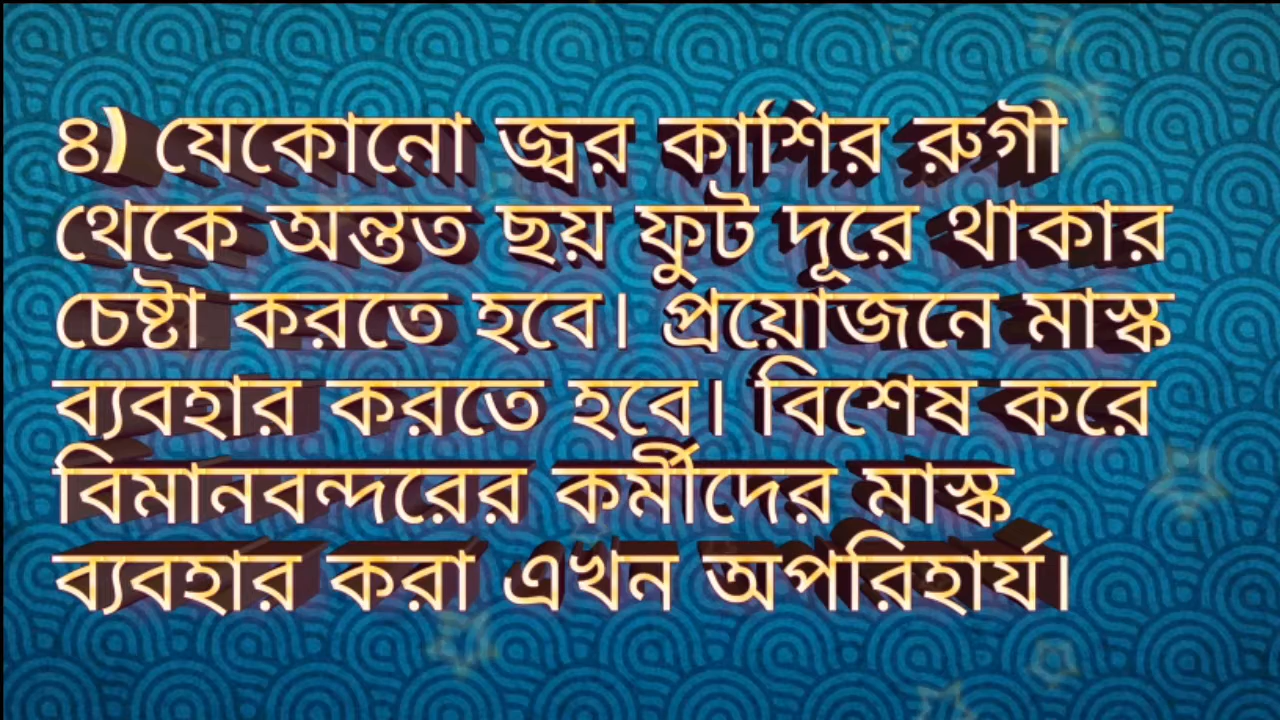 ৪) যেকোনো জ্বর কাশির রুগী
থেকে অন্তত ছয় ফুট দূরে থাকার
চেষ্টা করতে হবে। প্রয়োজনে মাস্ক
ব্যবহার করতে হবে। বিশেষ করে
বিমানবন্দরের কর্মীদের মাস্ক
ব্যবহার করা এখন অপরিহার্য।